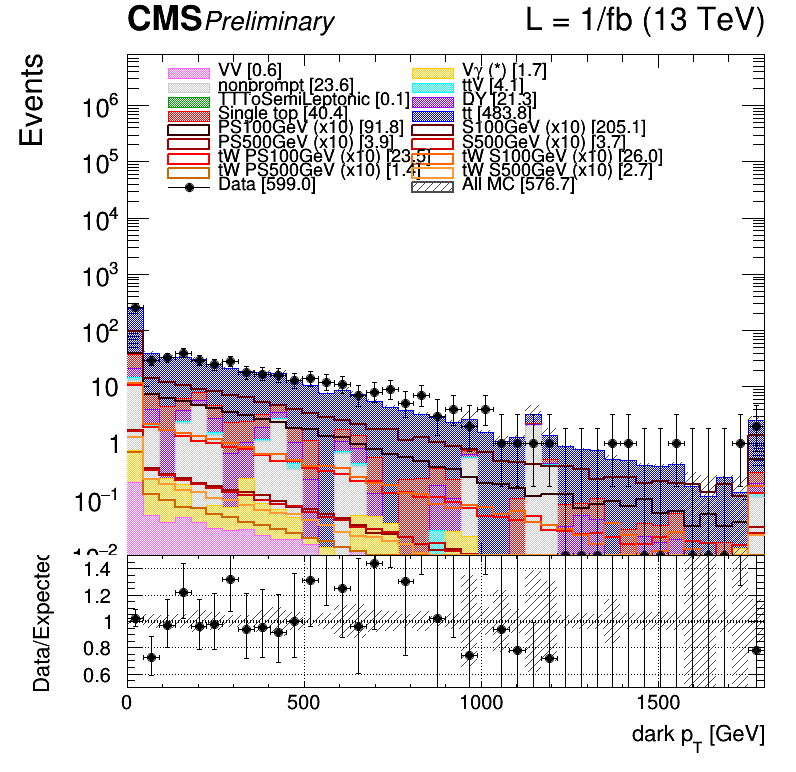 CMS Preliminary L = 1/fb (13 TeV)
Events
VV [0.6] Vγ (*) [1.7]
nonprompt [23.6] ttV [4.1]
TTToSemiLeptonic [0.1] DY [21.3]
Single top [40.4] tt [483.8]
PS100GeV (x10) [91.8] S100GeV (x10) [205.1]
PS500GeV (x10) [3.9] S500GeV (x10) [3.7]
tW PS100GeV (x10) [23.5] tW S100GeV (x10) [26.0]
tW PS500GeV (x10) [1.4] tW S500GeV (x10) [2.7]
Data [599.0] All MC [576.7]
10^6
10^5
10^4
10^3
10^2
10
1
10^-1
10^-2
Data/Expected
1.4
1.2
1
0.8
0.6
0 500 1000 1500
dark p_T [GeV]